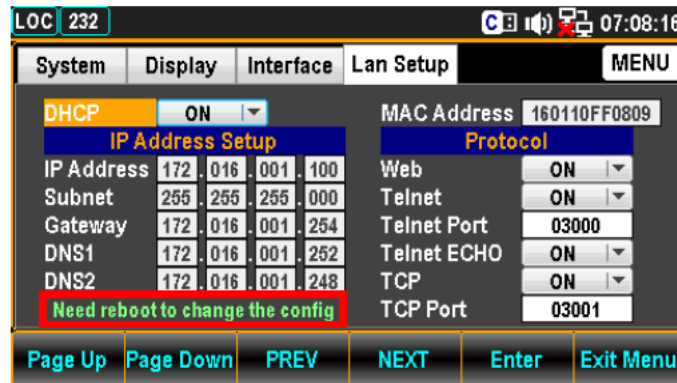 LOC 232 C 07:08:16
System Display Interface Lan Setup MENU
DHCP ON
IP Address Setup
IP Address 172 . 016 . 001 . 100
Subnet 255 . 255 . 255 . 000
Gateway 172 . 016 . 001 . 254
DNS1 172 . 016 . 001 . 252
DNS2 172 . 016 . 001 . 248
Need reboot to change the config
MAC Address 160110FF0809
Protocol
Web ON
Telnet ON
Telnet Port 03000
Telnet ECHO ON
TCP ON
TCP Port 03001
Page Up Page Down PREV NEXT Enter Exit Menu